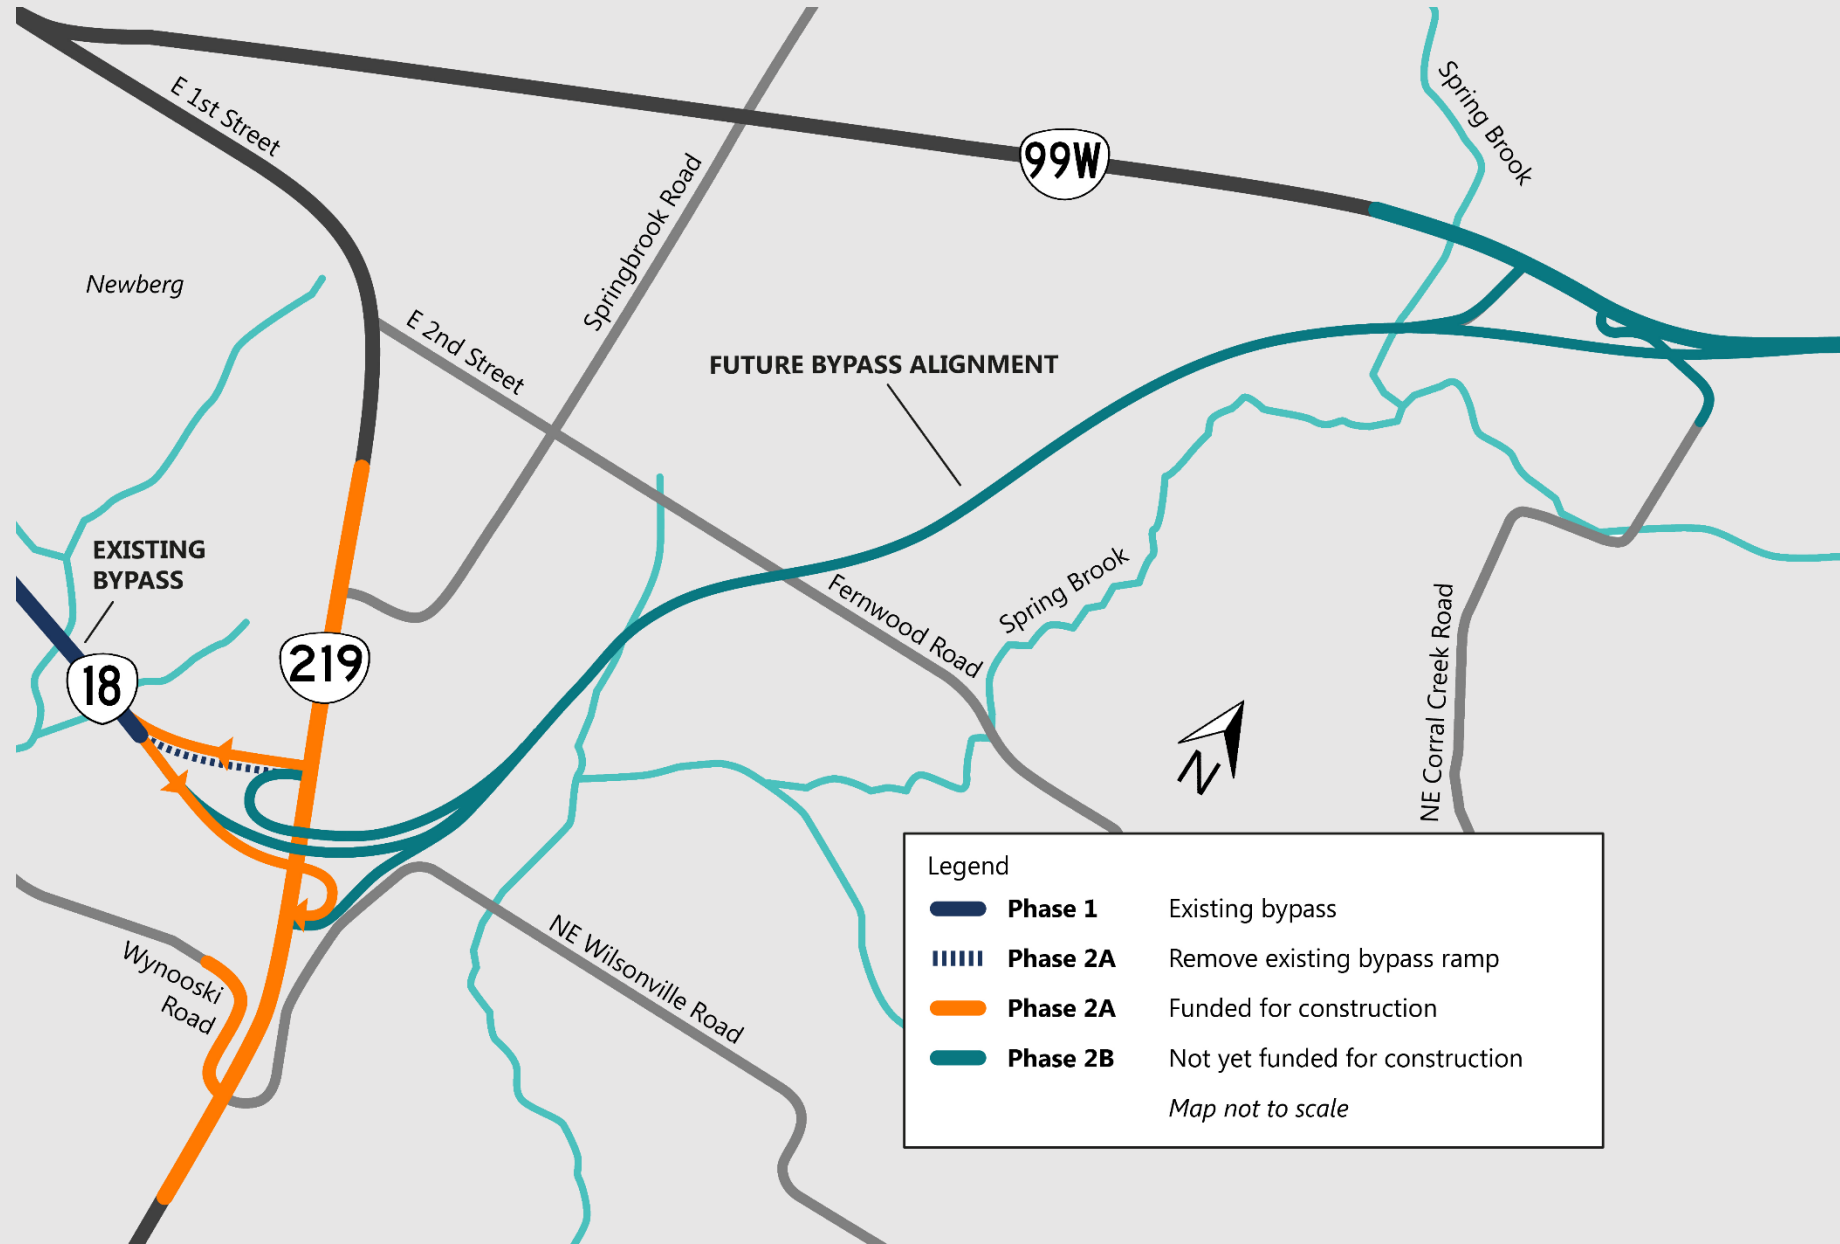 E 1st Street
99W
Spring Brook
Springbrook Road
Newberg
E 2nd Street
FUTURE BYPASS ALIGNMENT
EXISTING
BYPASS
18
219
Fernwood Road
Spring Brook
NE Corral Creek Road
N
Wynooski
Road
NE Wilsonville Road
Legend
Phase 1 Existing bypass
Phase 2A Remove existing bypass ramp
Phase 2A Funded for construction
Phase 2B Not yet funded for construction
Map not to scale